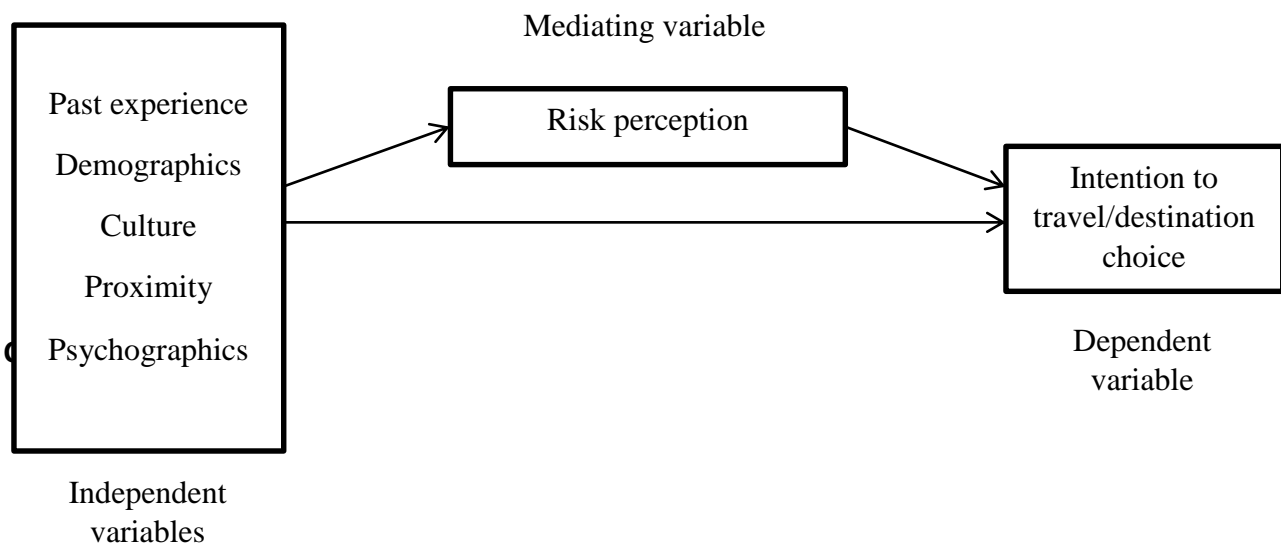 Mediating variable
Past experience
Demographics
Culture
Proximity
Psychographics
Risk perception
Intention to
travel/destination
choice
Dependent
variable
Independent
variables